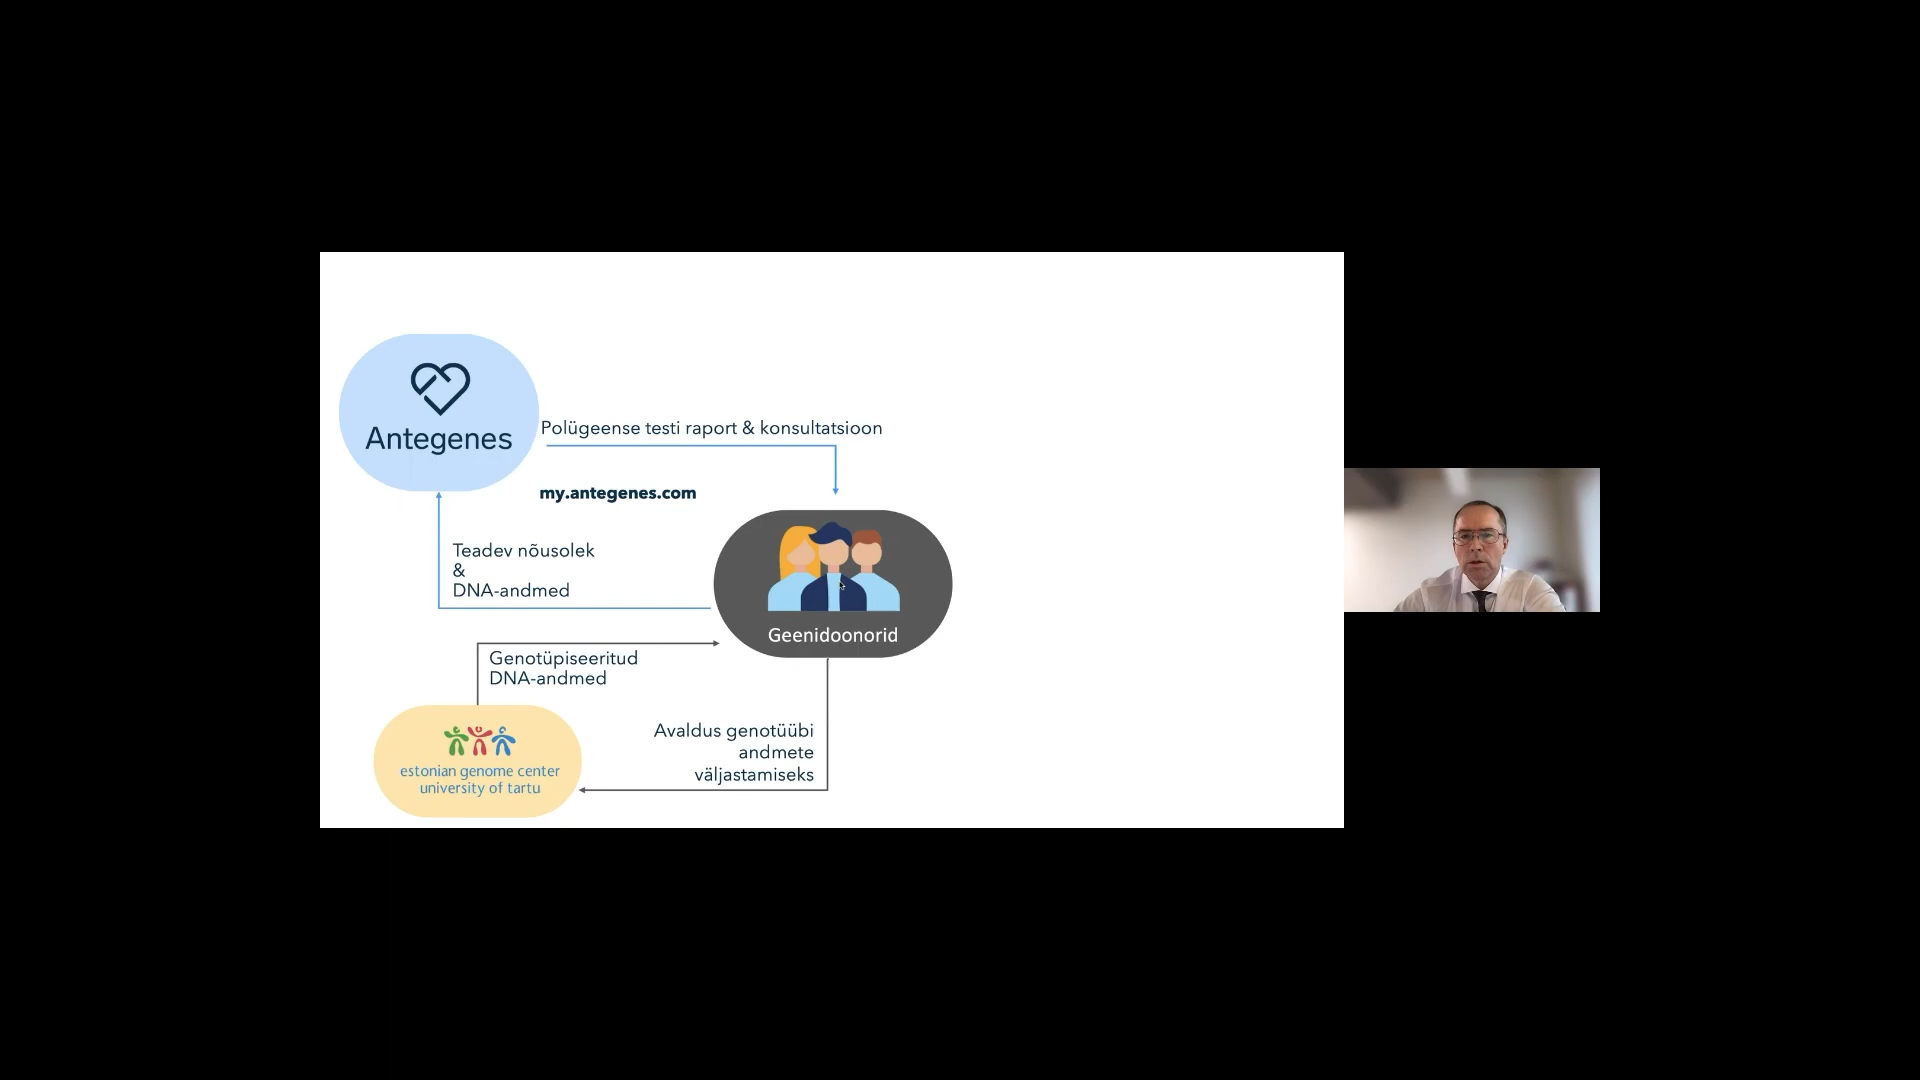 Antegenes
Polügeense testi raport & konsultatsioon
my.antegenes.com
Teadev nõusolek
&
DNA-andmed
Geenidoonorid
Genotüpiseeritud
DNA-andmed
Avaldus genotüübi
andmete
väljastamiseks
estonian genome center
university of tartu